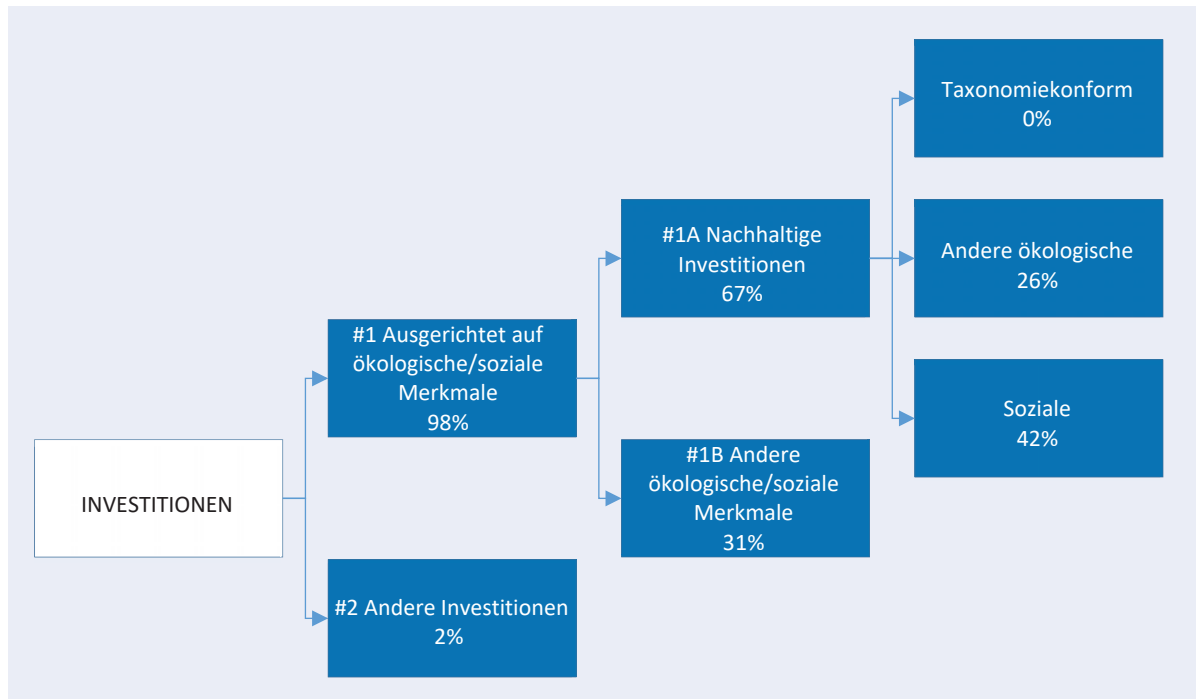 INVESTITIONEN
#1 Ausgerichtet auf
ökologische/soziale
Merkmale
98%
#2 Andere Investitionen
2%
#1A Nachhaltige
Investitionen
67%
#1B Andere
ökologische/soziale
Merkmale
31%
Taxonomiekonform
0%
Andere ökologische
26%
Soziale
42%